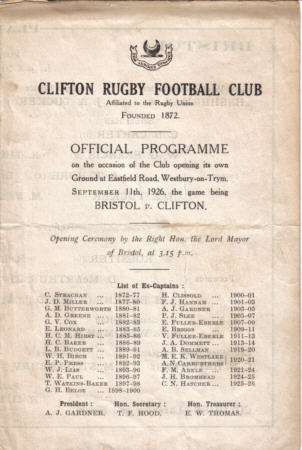 CLIFTON RUGBY FOOTBALL CLUB
Affiliated to the Rugby Union
FOUNDED 1872.
OFFICIAL PROGRAMME
on the occasion of the Club opening its own
Ground at Eastfield Road, Westbury-on-Trym,
SEPTEMBER 11th, 1926, the game being
BRISTOL v. CLIFTON.
Opening Ceremony by the Right Hon. the Lord Mayor
of Bristol, at 3.15 p.m.
List of Ex-Captains :
C. STRACHAN ... 1872-77
J. D. MILLER ... 1877-80
G. M. BUTTERWORTH 1880-81
A. D. GREENE ... 1881-82
G. V. COX ... 1882-83
E. LEONARD ... 1883-85
H. C. M. HIRST ... 1885-86
H. C. BAKER ... 1886-89
A. R. BUDGETT ... 1889-91
W. H. BIRCH ... 1891-92
E. P. PRESS ... 1892-93
W. J. LIAS ... 1893-96
W. E. PAUL ... 1896-97
T. WATKINS-BAKER 1897-98
G. H. BELOE ... 1898-1900
H. CLISSOLD ... 1900-01
F. J. HANNAM ... 1901-03
A. J. GARDNER ... 1903-05
P. J. SLEE ... 1905-07
E. FULLER-EBERLE 1907-09
E. BRIGGS ... 1909-11
V. FULLER-EBERLE 1911-13
J. A. DOMMETT ... 1913-14
A. B. SELLMAN ... 1919-20
M. E. K. WESTLAKE
A. N. CARRUTHERS 1920-21
F. M. ARKLE ... 1921-24
J. H. BROMHEAD ... 1924-25
C. N. HATCHER ... 1925-26
President : Hon. Secretary : Hon. Treasurer :
A. J. GARDNER. T. F. HOOD. E. W. THOMAS.